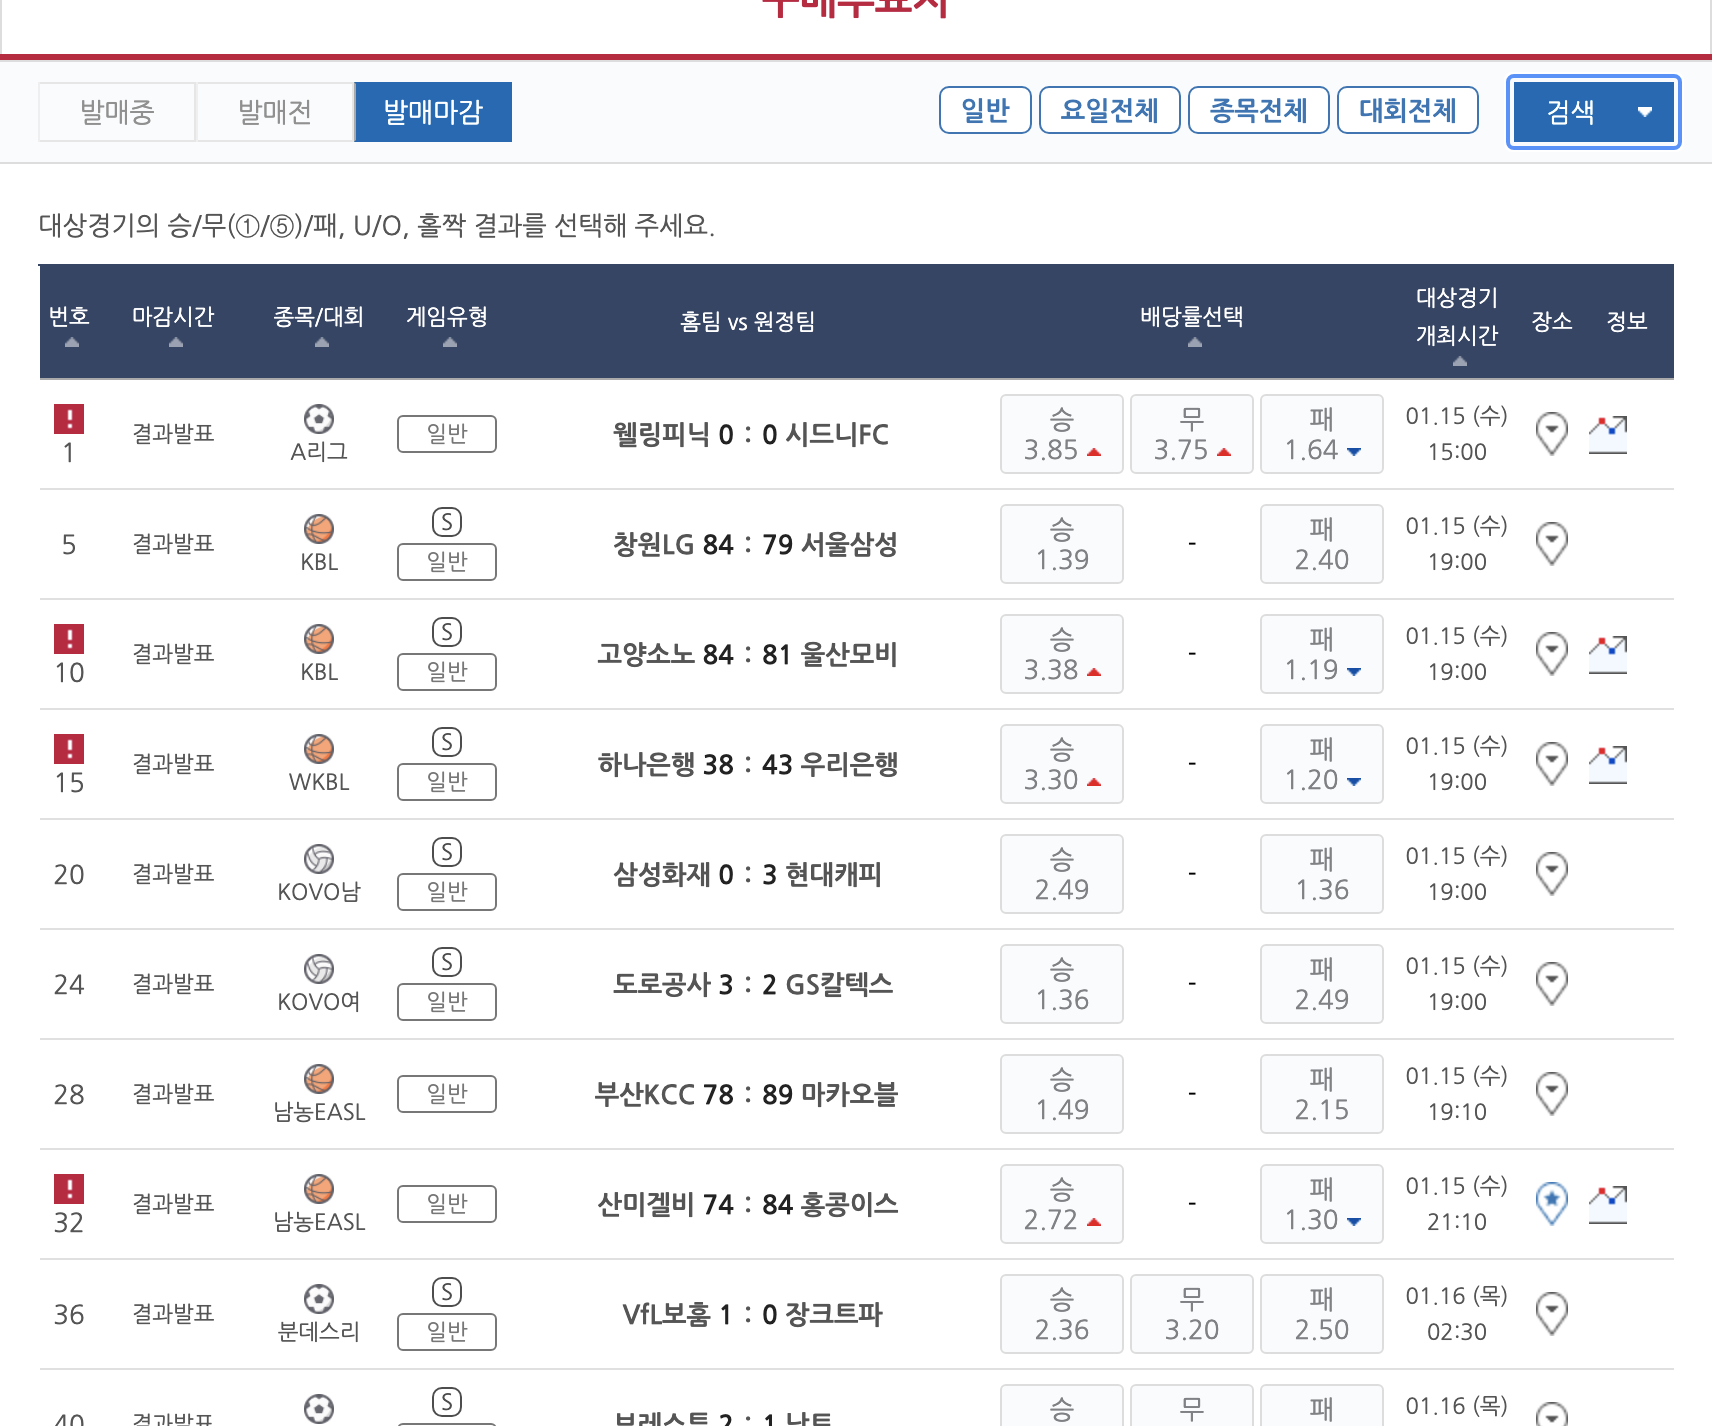 구매투표지
발매중 발매전 발매마감 일반 요일전체 종목전체 대회전체 검색
대상경기의 승/무(①/⑤)/패, U/O, 홀짝 결과를 선택해 주세요.
번호 마감시간 종목/대회 게임유형 홈팀 vs 원정팀 배당률선택 대상경기 개최시간 장소 정보
1 결과발표 A리그 일반 웰링피닉 0 : 0 시드니FC 승 3.85 무 3.75 패 1.64 01.15 (수) 15:00
5 결과발표 KBL S 일반 창원LG 84 : 79 서울삼성 승 1.39 - 패 2.40 01.15 (수) 19:00
10 결과발표 KBL S 일반 고양소노 84 : 81 울산모비 승 3.38 - 패 1.19 01.15 (수) 19:00
15 결과발표 WKBL S 일반 하나은행 38 : 43 우리은행 승 3.30 - 패 1.20 01.15 (수) 19:00
20 결과발표 KOVO남 S 일반 삼성화재 0 : 3 현대캐피 승 2.49 - 패 1.36 01.15 (수) 19:00
24 결과발표 KOVO여 S 일반 도로공사 3 : 2 GS칼텍스 승 1.36 - 패 2.49 01.15 (수) 19:00
28 결과발표 남농EASL 일반 부산KCC 78 : 89 마카오블 승 1.49 - 패 2.15 01.15 (수) 19:10
32 결과발표 남농EASL 일반 산미겔비 74 : 84 홍콩이스 승 2.72 - 패 1.30 01.15 (수) 21:10
36 결과발표 분데스리 S 일반 VfL보훔 1 : 0 장크트파 승 2.36 무 3.20 패 2.50 01.16 (목) 02:30
40 결과발표 S 브레스트 2 : 1 낭트 승 무 패 01.16 (목)